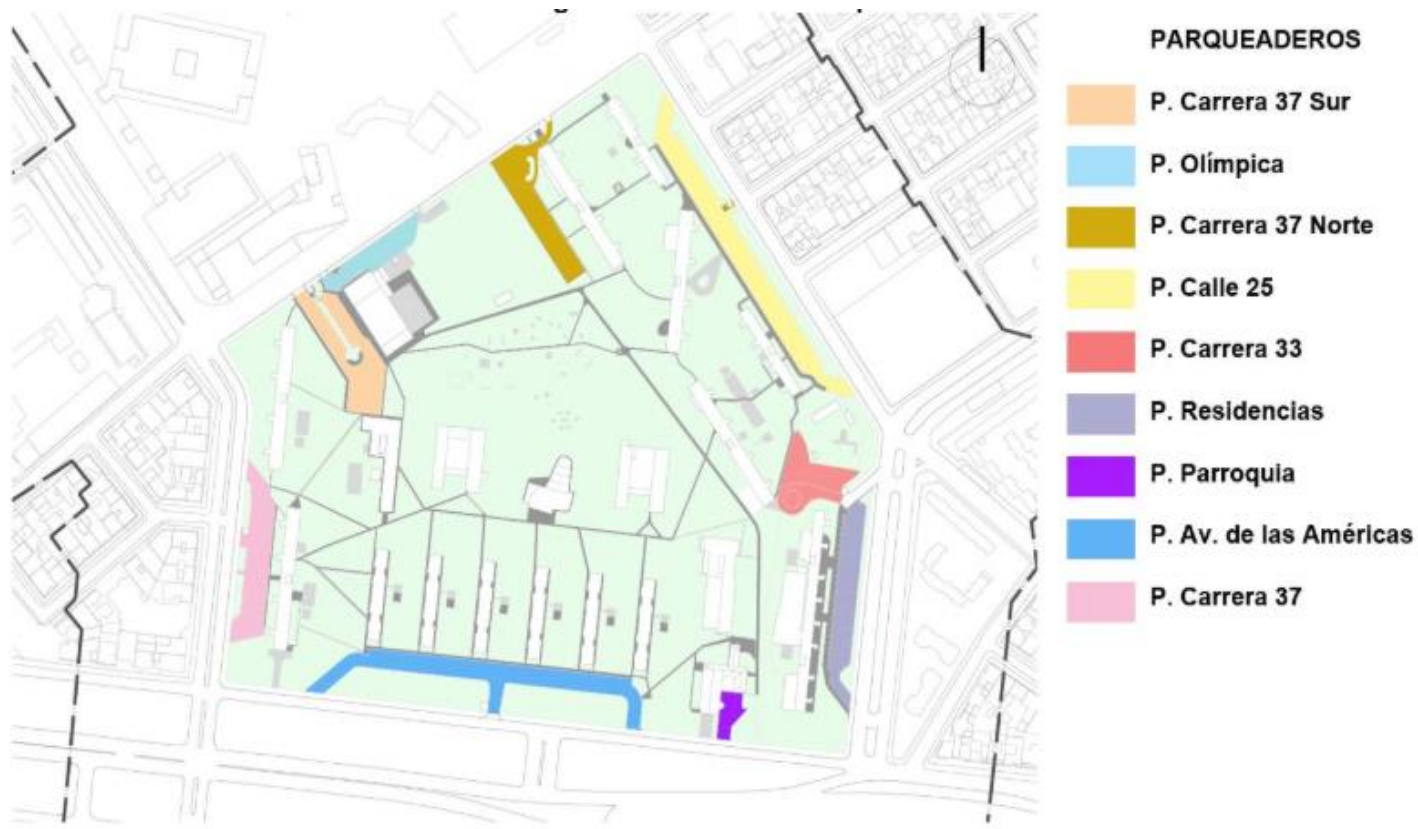 PARQUEADEROS
P. Carrera 37 Sur
P. Olímpica
P. Carrera 37 Norte
P. Calle 25
P. Carrera 33
P. Residencias
P. Parroquia
P. Av. de las Américas
P. Carrera 37